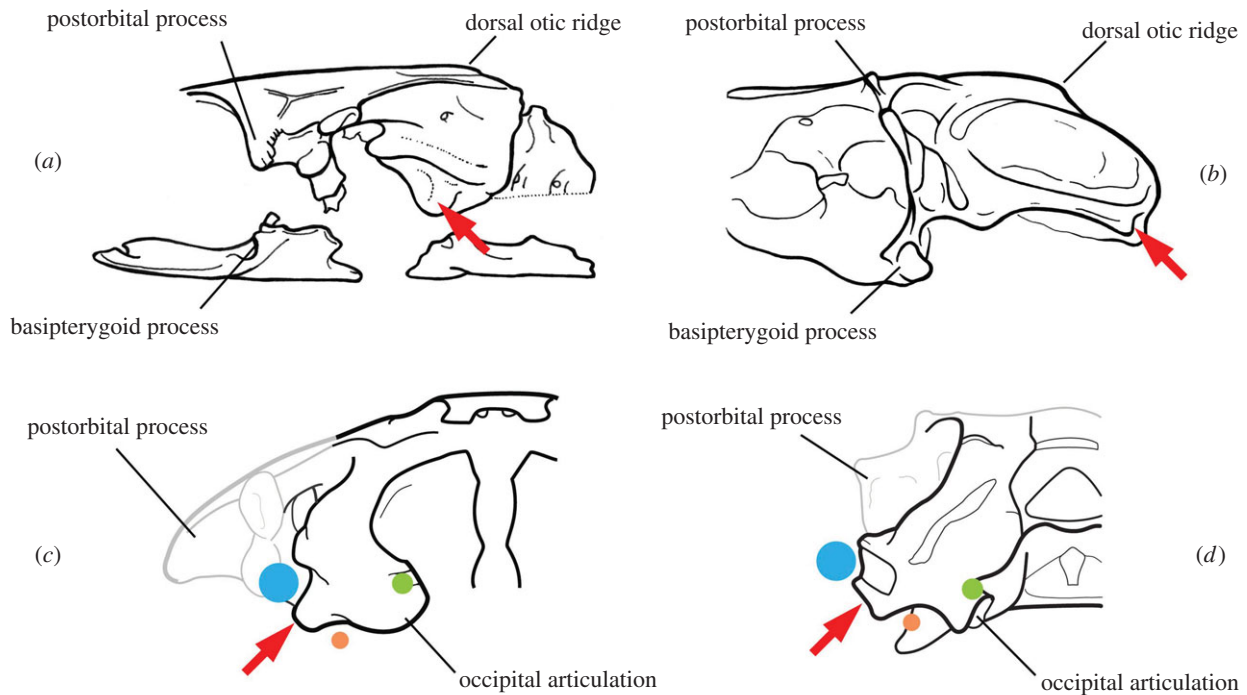 postorbital process
dorsal otic ridge
(a)
basipterygoid process
postorbital process
dorsal otic ridge
(b)
basipterygoid process
postorbital process
(c)
occipital articulation
postorbital process
(d)
occipital articulation